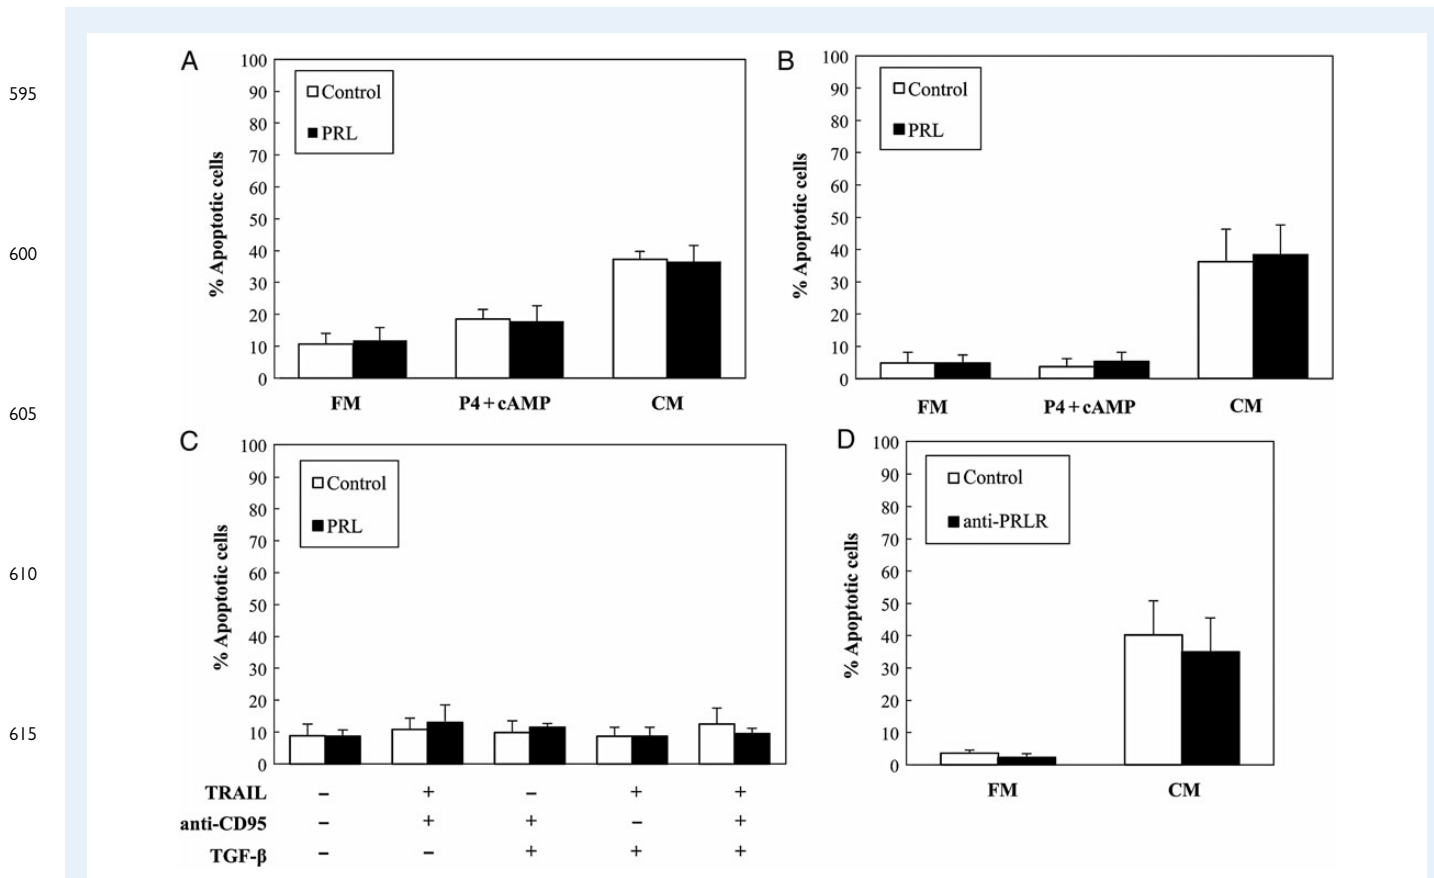 595
600
605
610
615
A
100
90
80
70
60
50
40
30
20
10
0
% Apoptotic cells
Control
PRL
FM P4+cAMP CM
B
100
90
80
70
60
50
40
30
20
10
0
% Apoptotic cells
Control
PRL
FM P4+cAMP CM
C
100
90
80
70
60
50
40
30
20
10
0
% Apoptotic cells
Control
PRL
TRAIL – + – + +
anti-CD95 – + + – +
TGF-β – – + + +
D
100
90
80
70
60
50
40
30
20
10
0
% Apoptotic cells
Control
anti-PRLR
FM CM